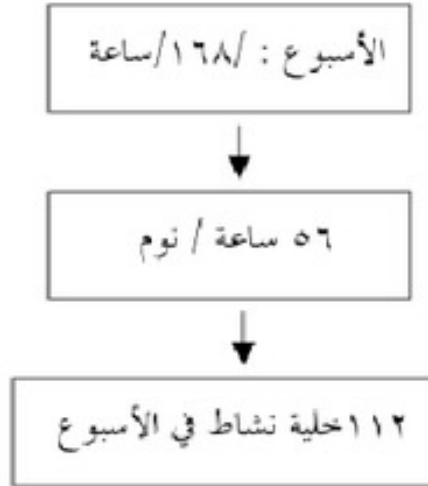 الأسبوع : /١٦٨/ساعة
٥٦ ساعة / نوم
١١٢خلية نشاط في الأسبوع